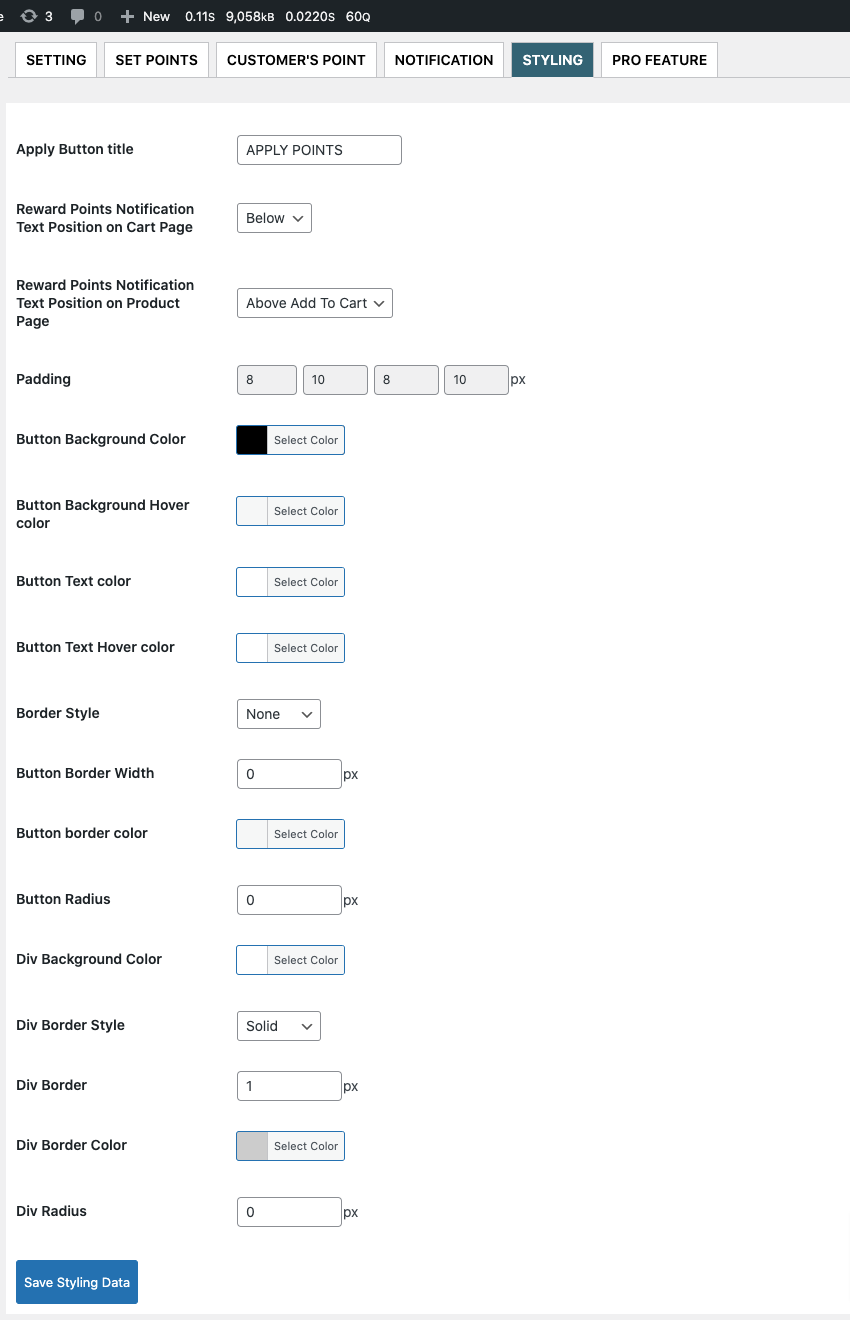 e 3 0 New 0.11S 9,058KB 0.0220S 60Q
SETTING SET POINTS CUSTOMER'S POINT NOTIFICATION STYLING PRO FEATURE
Apply Button title APPLY POINTS
Reward Points Notification
Text Position on Cart Page
Below
Reward Points Notification
Text Position on Product
Page
Above Add To Cart
Padding 8 10 8 10 px
Button Background Color Select Color
Button Background Hover
color
Select Color
Button Text color Select Color
Button Text Hover color Select Color
Border Style None
Button Border Width 0 px
Button border color Select Color
Button Radius 0 px
Div Background Color Select Color
Div Border Style Solid
Div Border 1 px
Div Border Color Select Color
Div Radius 0 px
Save Styling Data